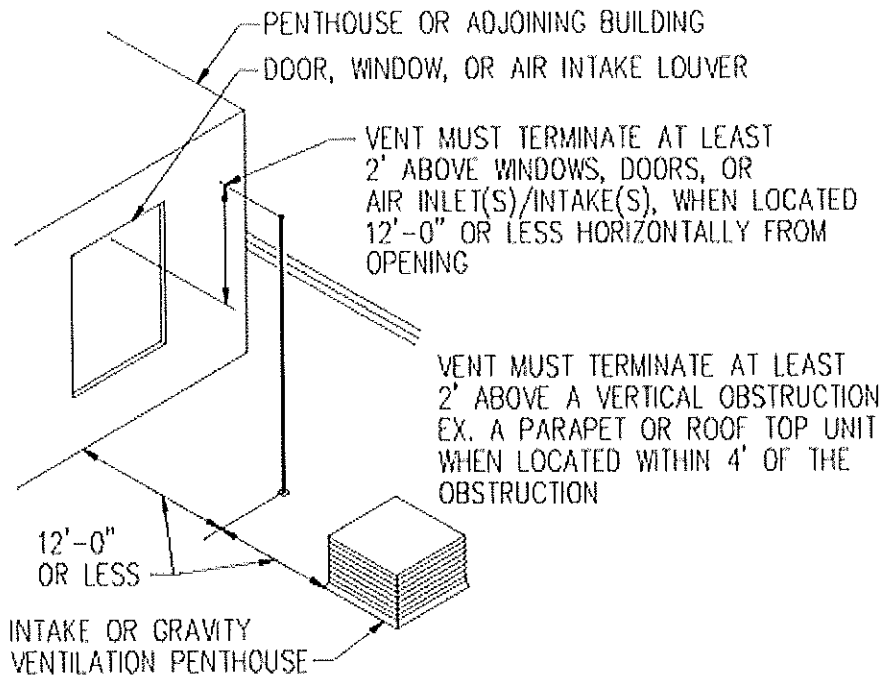 PENTHOUSE OR ADJOINING BUILDING
DOOR, WINDOW, OR AIR INTAKE LOUVER
VENT MUST TERMINATE AT LEAST
2' ABOVE WINDOWS, DOORS, OR
AIR INLET(S)/INTAKE(S), WHEN LOCATED
12'-0" OR LESS HORIZONTALLY FROM
OPENING
VENT MUST TERMINATE AT LEAST
2' ABOVE A VERTICAL OBSTRUCTION
EX. A PARAPET OR ROOF TOP UNIT
WHEN LOCATED WITHIN 4' OF THE
OBSTRUCTION
12'-0"
OR LESS
INTAKE OR GRAVITY
VENTILATION PENTHOUSE